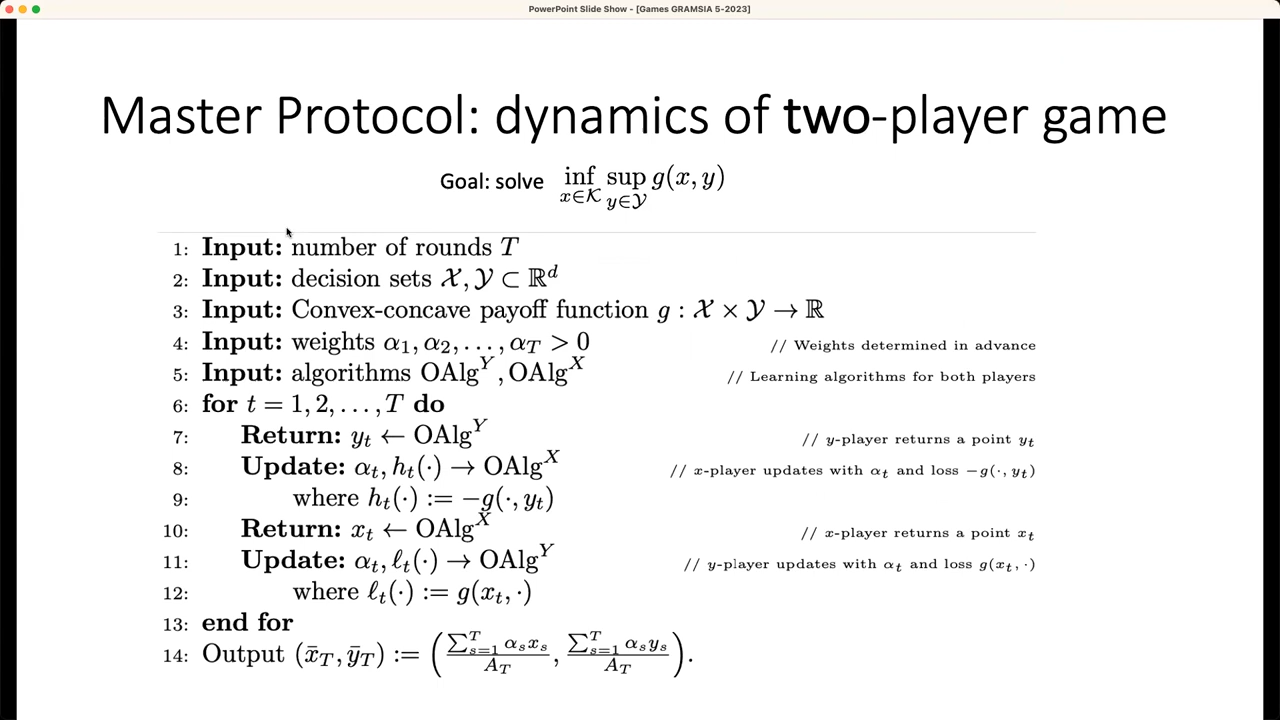 PowerPoint Slide Show - [Games GRAMSIA 5-2023]
Master Protocol: dynamics of two-player game
Goal: solve inf_{x∈𝒦} sup_{y∈𝒴} g(x, y)
1: Input: number of rounds T
2: Input: decision sets 𝒳, 𝒴 ⊂ ℝ^d
3: Input: Convex-concave payoff function g : 𝒳 × 𝒴 → ℝ
4: Input: weights α_1, α_2, . . . , α_T > 0 // Weights determined in advance
5: Input: algorithms OAlg^Y, OAlg^X // Learning algorithms for both players
6: for t = 1, 2, . . . , T do
7: Return: y_t ← OAlg^Y // y-player returns a point y_t
8: Update: α_t, h_t(·) → OAlg^X // x-player updates with α_t and loss −g(·, y_t)
9: where h_t(·) := −g(·, y_t)
10: Return: x_t ← OAlg^X // x-player returns a point x_t
11: Update: α_t, ℓ_t(·) → OAlg^Y // y-player updates with α_t and loss g(x_t, ·)
12: where ℓ_t(·) := g(x_t, ·)
13: end for
14: Output (x̄_T, ȳ_T) := (∑_{s=1}^T α_s x_s / A_T, ∑_{s=1}^T α_s y_s / A_T).